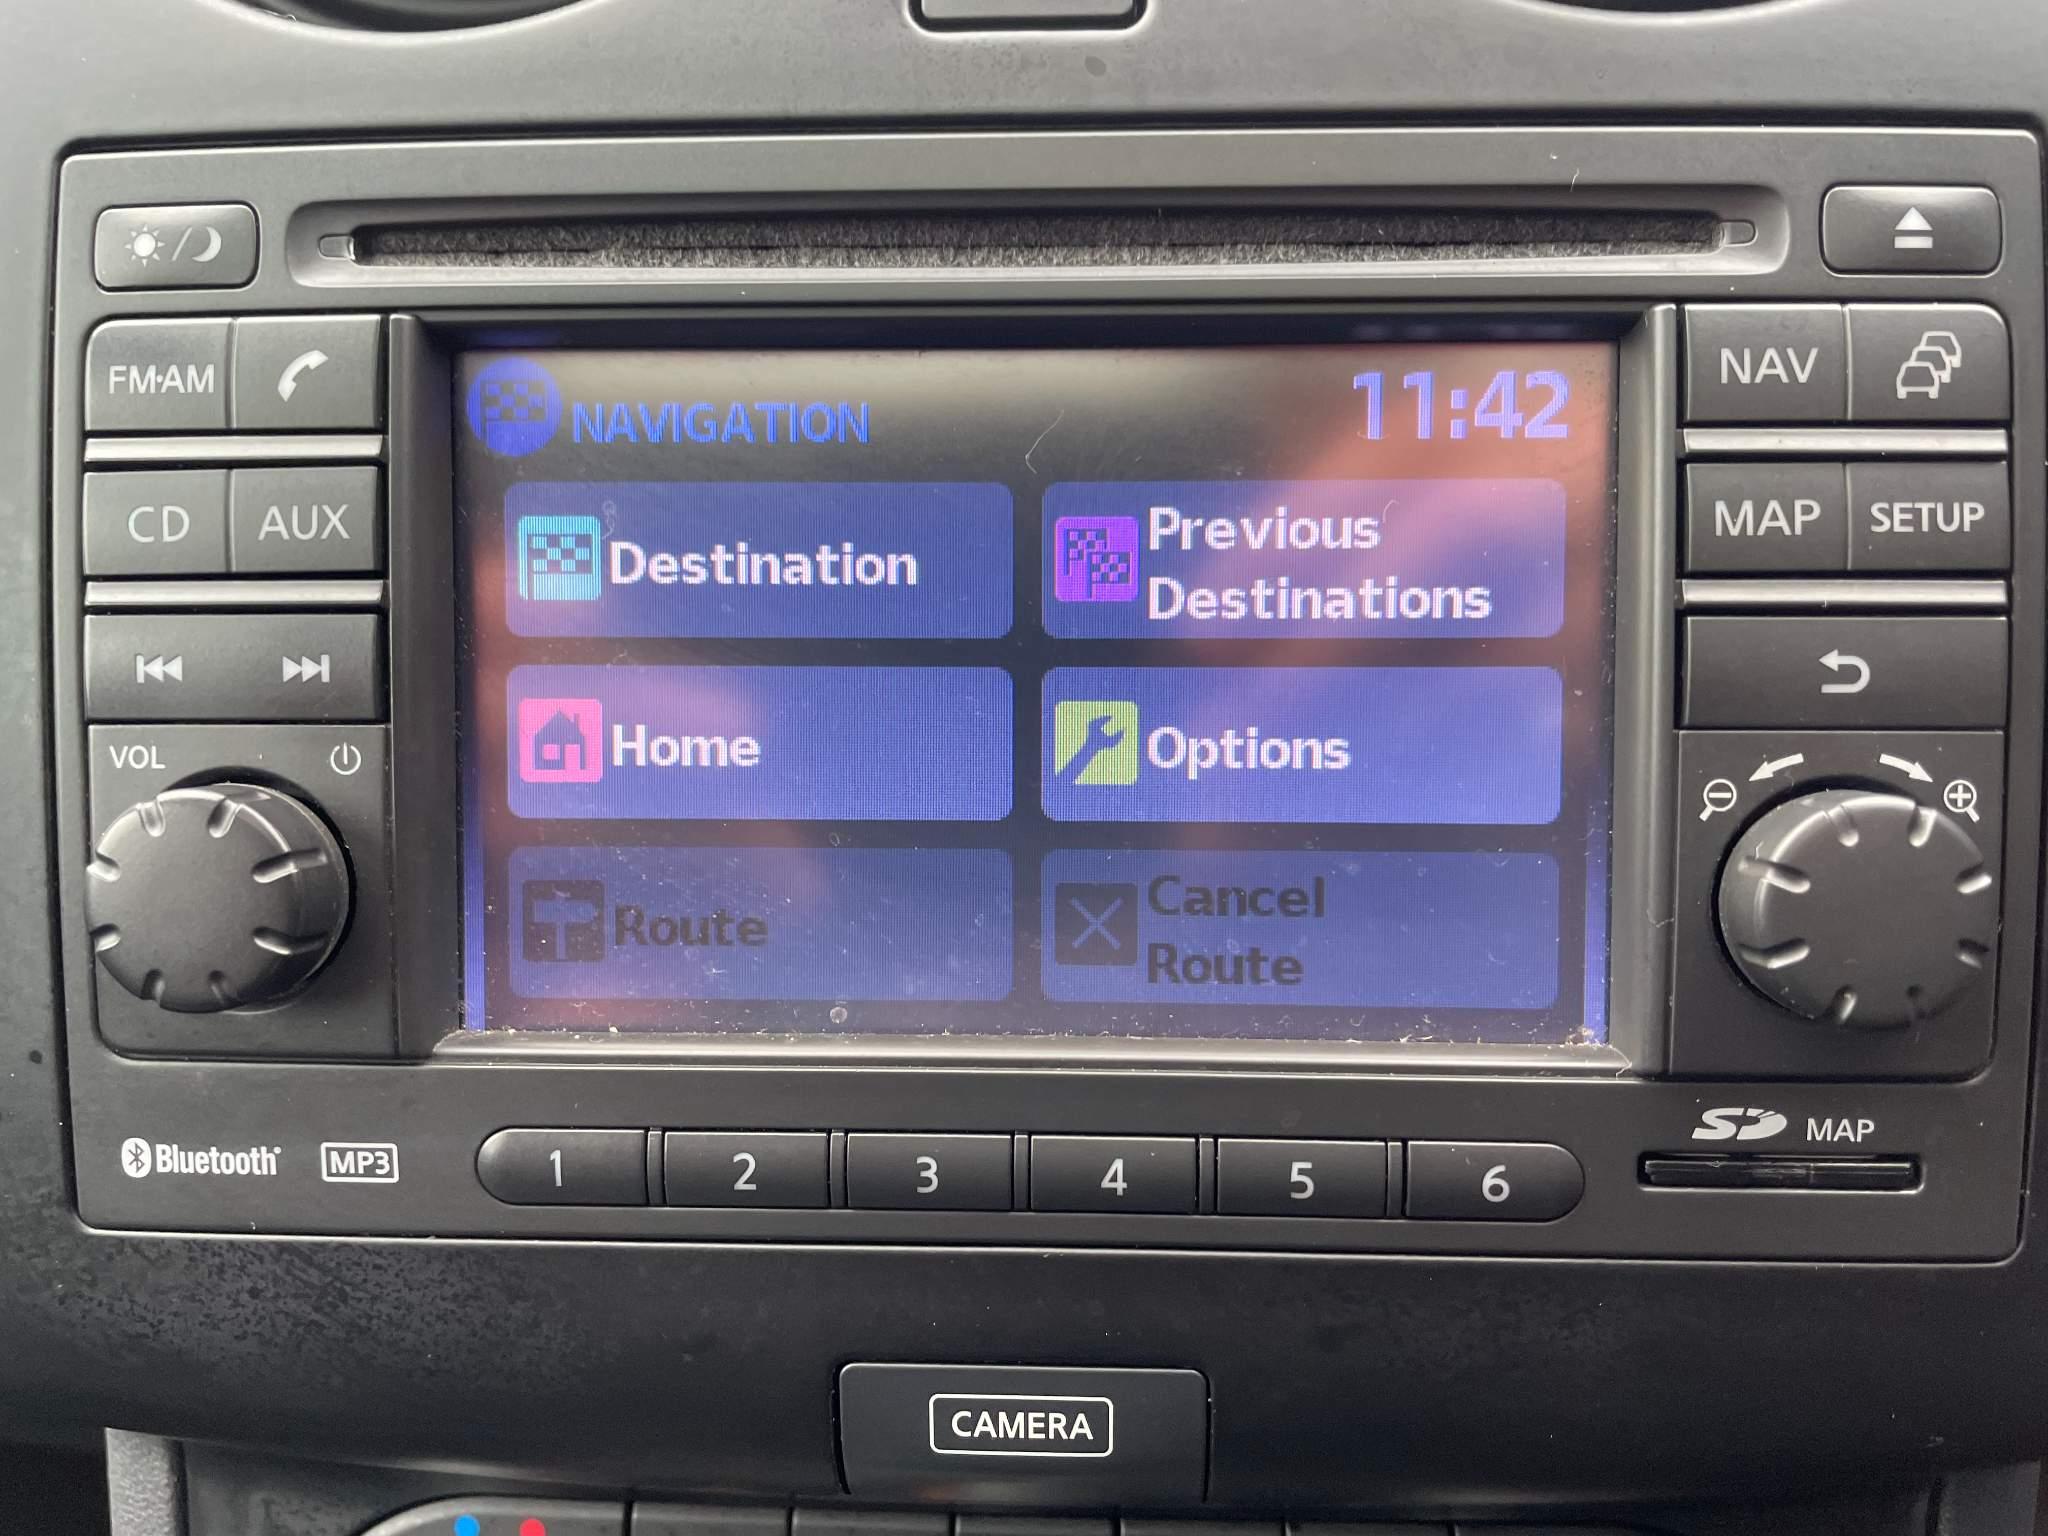 FM·AM
NAV
NAVIGATION
11:42
CD
AUX
Destination
Previous
Destinations
MAP
SETUP
VOL
Home
Options
Route
Cancel
Route
Bluetooth
MP3
1
2
3
4
5
6
SD MAP
CAMERA